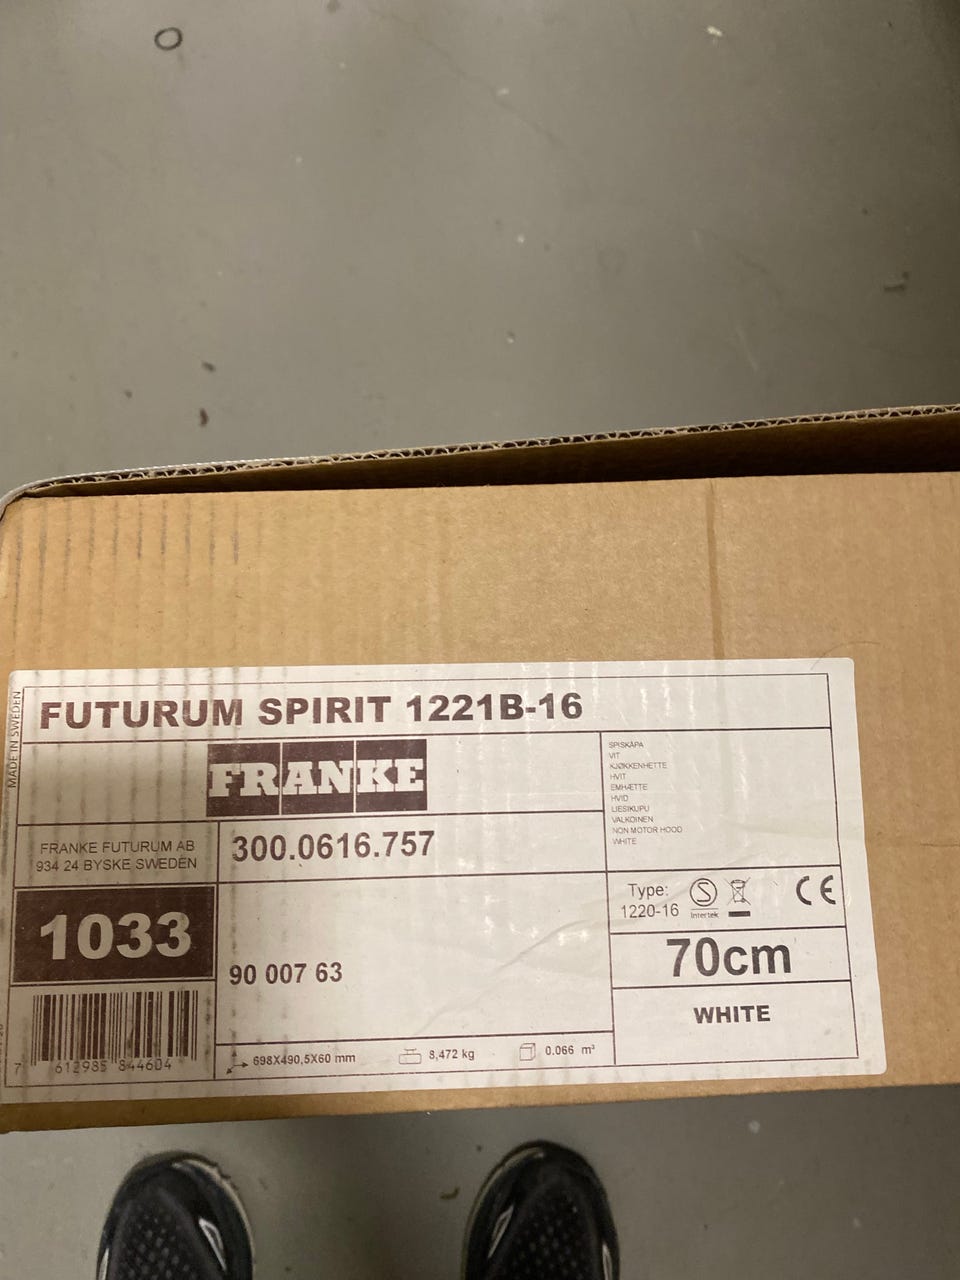 MADE IN SWEDEN
FUTURUM SPIRIT 1221B-16
FRANKE
SPISKÅPA
VIT
KJØKKENHETTE
HVIT
EMHÆTTE
HVID
LIESIKUPU
VALKOINEN
NON MOTOR HOOD
WHITE
FRANKE FUTURUM AB
934 24 BYSKE SWEDEN
300.0616.757
Type:
1220-16
S
Intertek
CE
1033
90 007 63
70cm
WHITE
7 612985 844604
698X490,5X60 mm
8,472 kg
0.066 m³